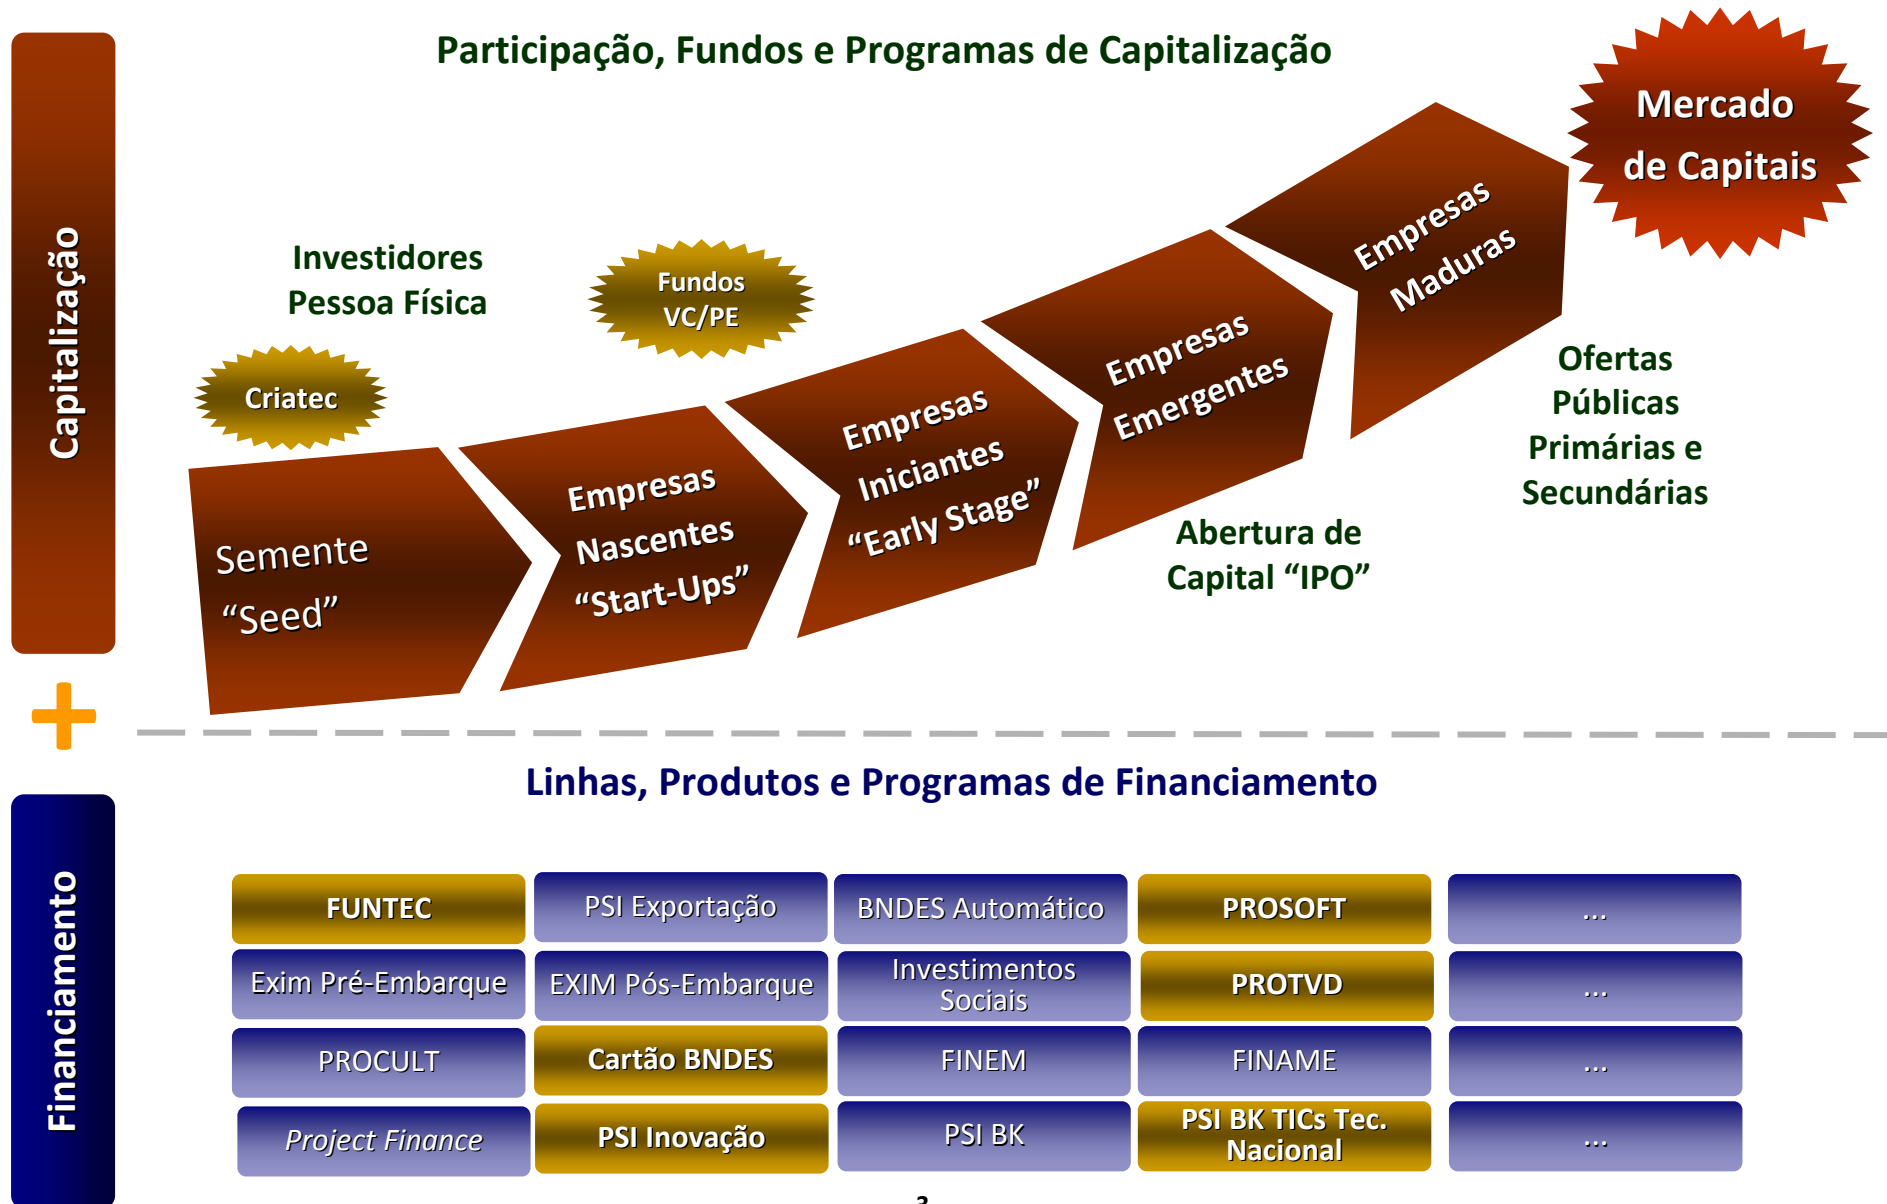 Participação, Fundos e Programas de Capitalização
Mercado
de Capitais
Capitalização
Investidores
Pessoa Física
Fundos
VC/PE
Criatec
Semente
“Seed”
Empresas
Nascentes
“Start-Ups”
Empresas
Iniciantes
“Early Stage”
Empresas
Emergentes
Empresas
Maduras
Ofertas
Públicas
Primárias e
Secundárias
Abertura de
Capital “IPO”
+
Linhas, Produtos e Programas de Financiamento
Financiamento
FUNTEC
PSI Exportação
BNDES Automático
PROSOFT
...
Exim Pré-Embarque
EXIM Pós-Embarque
Investimentos
Sociais
PROTVD
...
PROCULT
Cartão BNDES
FINEM
FINAME
...
Project Finance
PSI Inovação
PSI BK
PSI BK TICs Tec.
Nacional
...